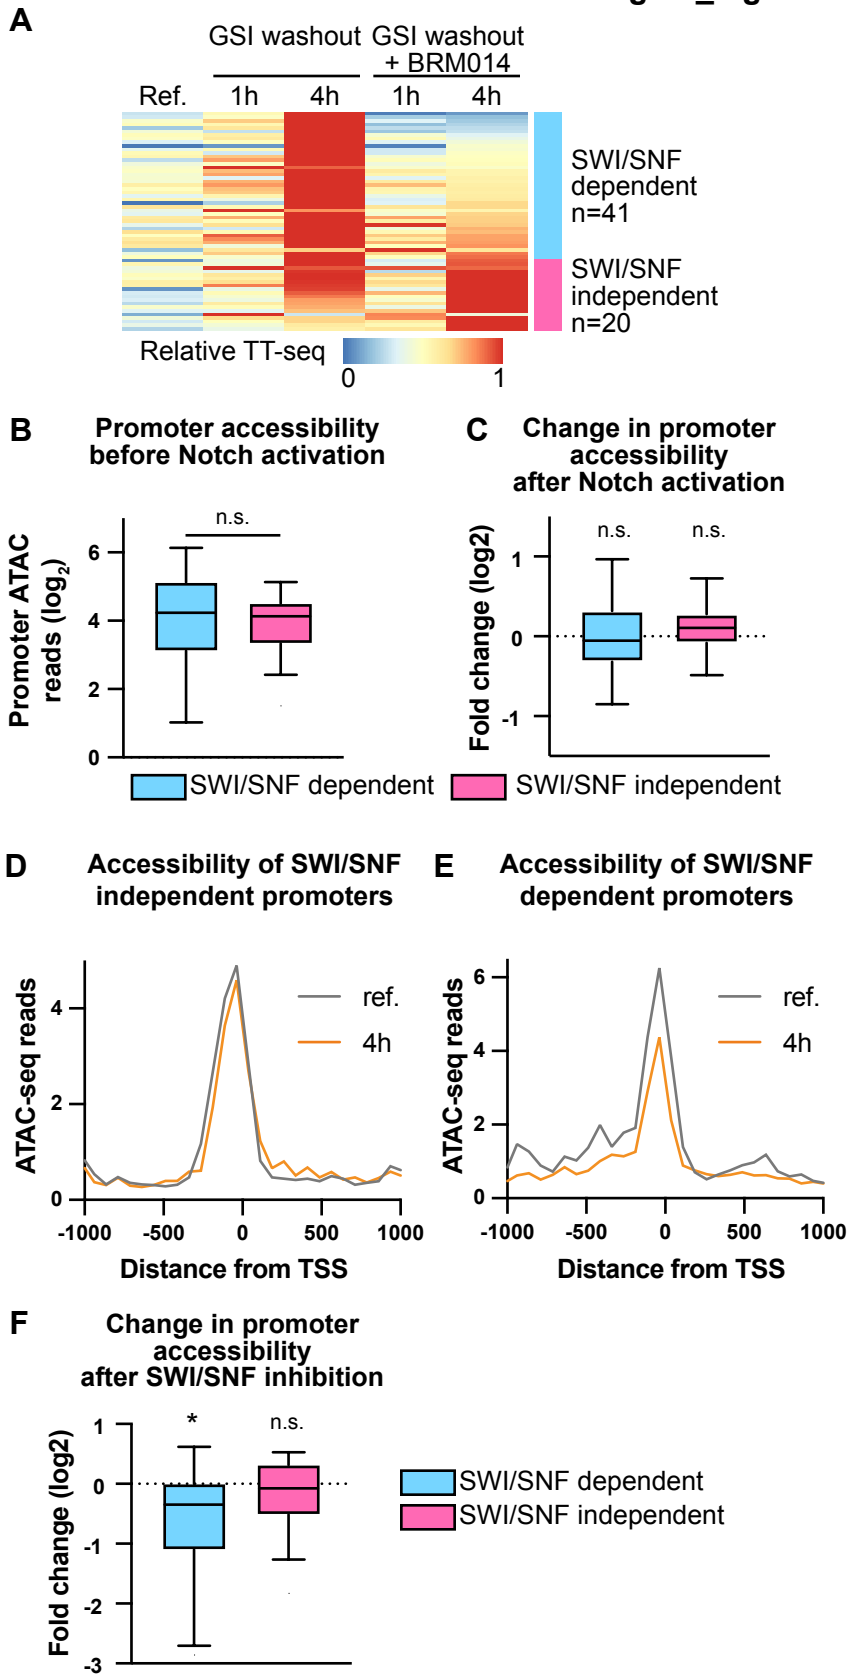 A
GSI washout
GSI washout
+ BRM014
Ref.
1h
4h
1h
4h
SWI/SNF
dependent
n=41
SWI/SNF
independent
n=20
Relative TT-seq
0
1
B
Promoter accessibility
before Notch activation
Promoter ATAC
reads (log2)
n.s.
6
4
2
0
C
Change in promoter
accessibility
after Notch activation
Fold change (log2)
n.s.
n.s.
1
0
-1
SWI/SNF dependent
SWI/SNF independent
D
Accessibility of SWI/SNF
independent promoters
ATAC-seq reads
4
2
0
ref.
4h
-1000
-500
0
500
1000
Distance from TSS
E
Accessibility of SWI/SNF
dependent promoters
ATAC-seq reads
6
4
2
0
ref.
4h
-1000
-500
0
500
1000
Distance from TSS
F
Change in promoter
accessibility
after SWI/SNF inhibition
Fold change (log2)
*
n.s.
1
0
-1
-2
-3
SWI/SNF dependent
SWI/SNF independent